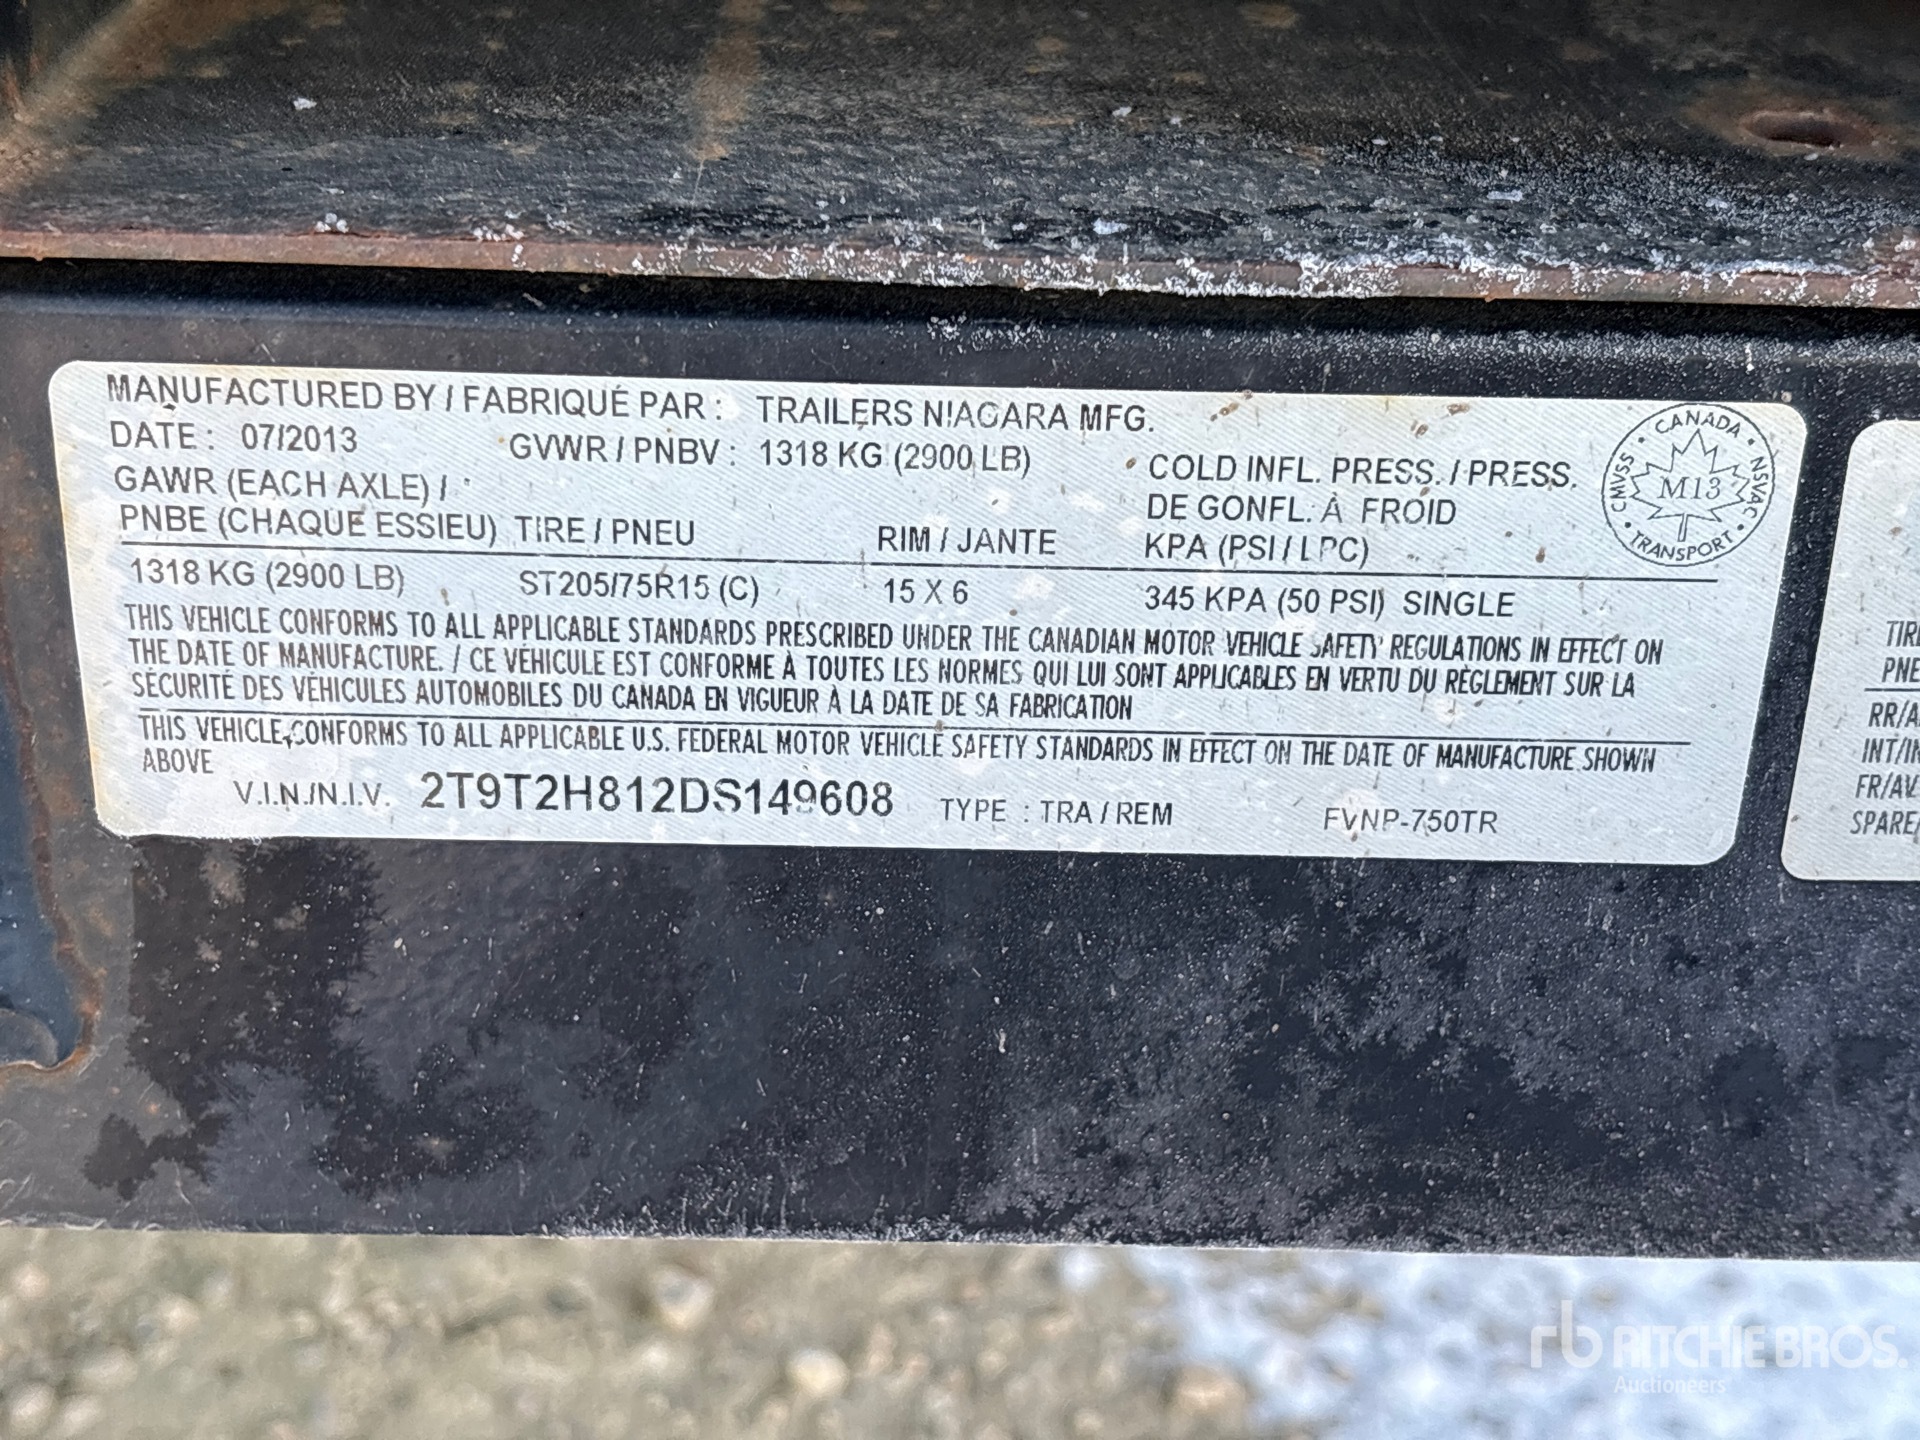 MANUFACTURED BY / FABRIQUÉ PAR : TRAILERS NIAGARA MFG.
DATE : 07/2013 GVWR / PNBV : 1318 KG (2900 LB)
GAWR (EACH AXLE) /
PNBE (CHAQUE ESSIEU) TIRE / PNEU RIM / JANTE
COLD INFL. PRESS. / PRESS.
DE GONFL. À FROID
KPA (PSI / LPC)
CANADA
CMVSS NSVAC
M13
TRANSPORT
1318 KG (2900 LB) ST205/75R15 (C) 15 X 6 345 KPA (50 PSI) SINGLE
THIS VEHICLE CONFORMS TO ALL APPLICABLE STANDARDS PRESCRIBED UNDER THE CANADIAN MOTOR VEHICLE SAFETY REGULATIONS IN EFFECT ON
THE DATE OF MANUFACTURE. / CE VÉHICULE EST CONFORME À TOUTES LES NORMES QUI LUI SONT APPLICABLES EN VERTU DU RÈGLEMENT SUR LA
SÉCURITÉ DES VÉHICULES AUTOMOBILES DU CANADA EN VIGUEUR À LA DATE DE SA FABRICATION
THIS VEHICLE CONFORMS TO ALL APPLICABLE U.S. FEDERAL MOTOR VEHICLE SAFETY STANDARDS IN EFFECT ON THE DATE OF MANUFACTURE SHOWN
ABOVE
V.I.N./N.I.V. 2T9T2H812DS149608 TYPE : TRA / REM FVNP-750TR
TIR
PNE
RR/A
INT/IN
FR/AV
SPARE/
rb RITCHIE BROS.
Auctioneers